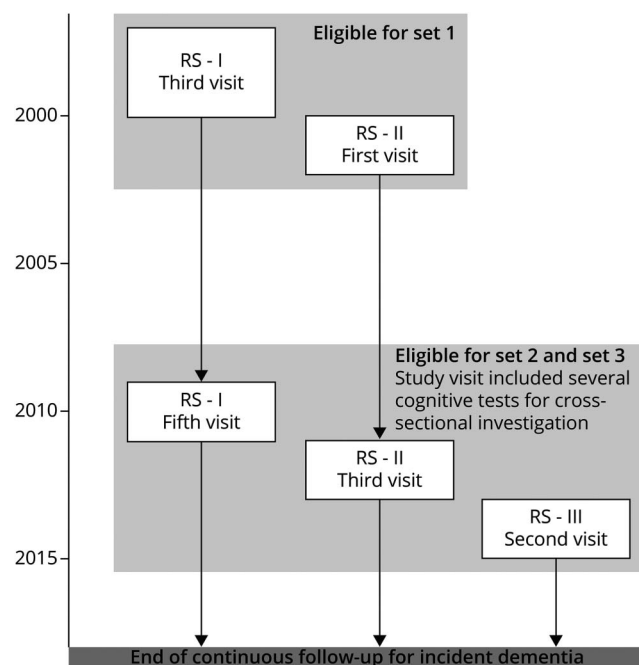 Eligible for set 1
RS - I
Third visit
2000
RS - II
First visit
2005
Eligible for set 2 and set 3
Study visit included several
cognitive tests for cross-
sectional investigation
RS - I
Fifth visit
2010
RS - II
Third visit
RS - III
Second visit
2015
End of continuous follow-up for incident dementia